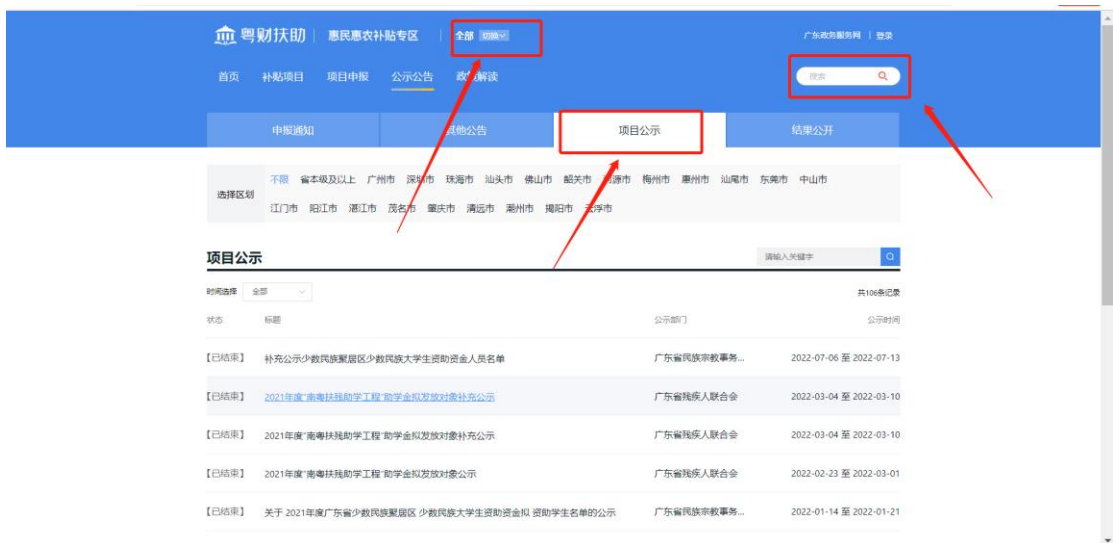 粤财扶助 惠民惠农补贴专区 全部 切换
广东政务服务网 | 登录
首页 补贴项目 项目申报 公示公告 政策解读
搜索
申报通知 其他公告 项目公示 结果公开
选择区划
不限 省本级及以上 广州市 深圳市 珠海市 汕头市 佛山市 韶关市 河源市 梅州市 惠州市 汕尾市 东莞市 中山市
江门市 阳江市 湛江市 茂名市 肇庆市 清远市 潮州市 揭阳市 云浮市
项目公示 请输入关键字
时间选择 全部 共106条记录
状态 标题 公示部门 公示时间
【已结束】 补充公示少数民族聚居区少数民族大学生资助资金人员名单 广东省民族宗教事务... 2022-07-06 至 2022-07-13
【已结束】 2021年度"南粤扶残助学工程"助学金拟发放对象补充公示 广东省残疾人联合会 2022-03-04 至 2022-03-10
【已结束】 2021年度"南粤扶残助学工程"助学金拟发放对象补充公示 广东省残疾人联合会 2022-03-04 至 2022-03-10
【已结束】 2021年度"南粤扶残助学工程"助学金拟发放对象公示 广东省残疾人联合会 2022-02-23 至 2022-03-01
【已结束】 关于 2021年度广东省少数民族聚居区 少数民族大学生资助资金拟 资助学生名单的公示 广东省民族宗教事务... 2022-01-14 至 2022-01-21